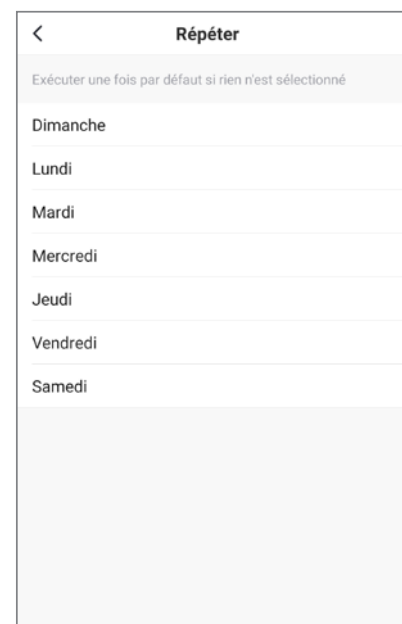 Répéter
Exécuter une fois par défaut si rien n'est sélectionné
Dimanche
Lundi
Mardi
Mercredi
Jeudi
Vendredi
Samedi